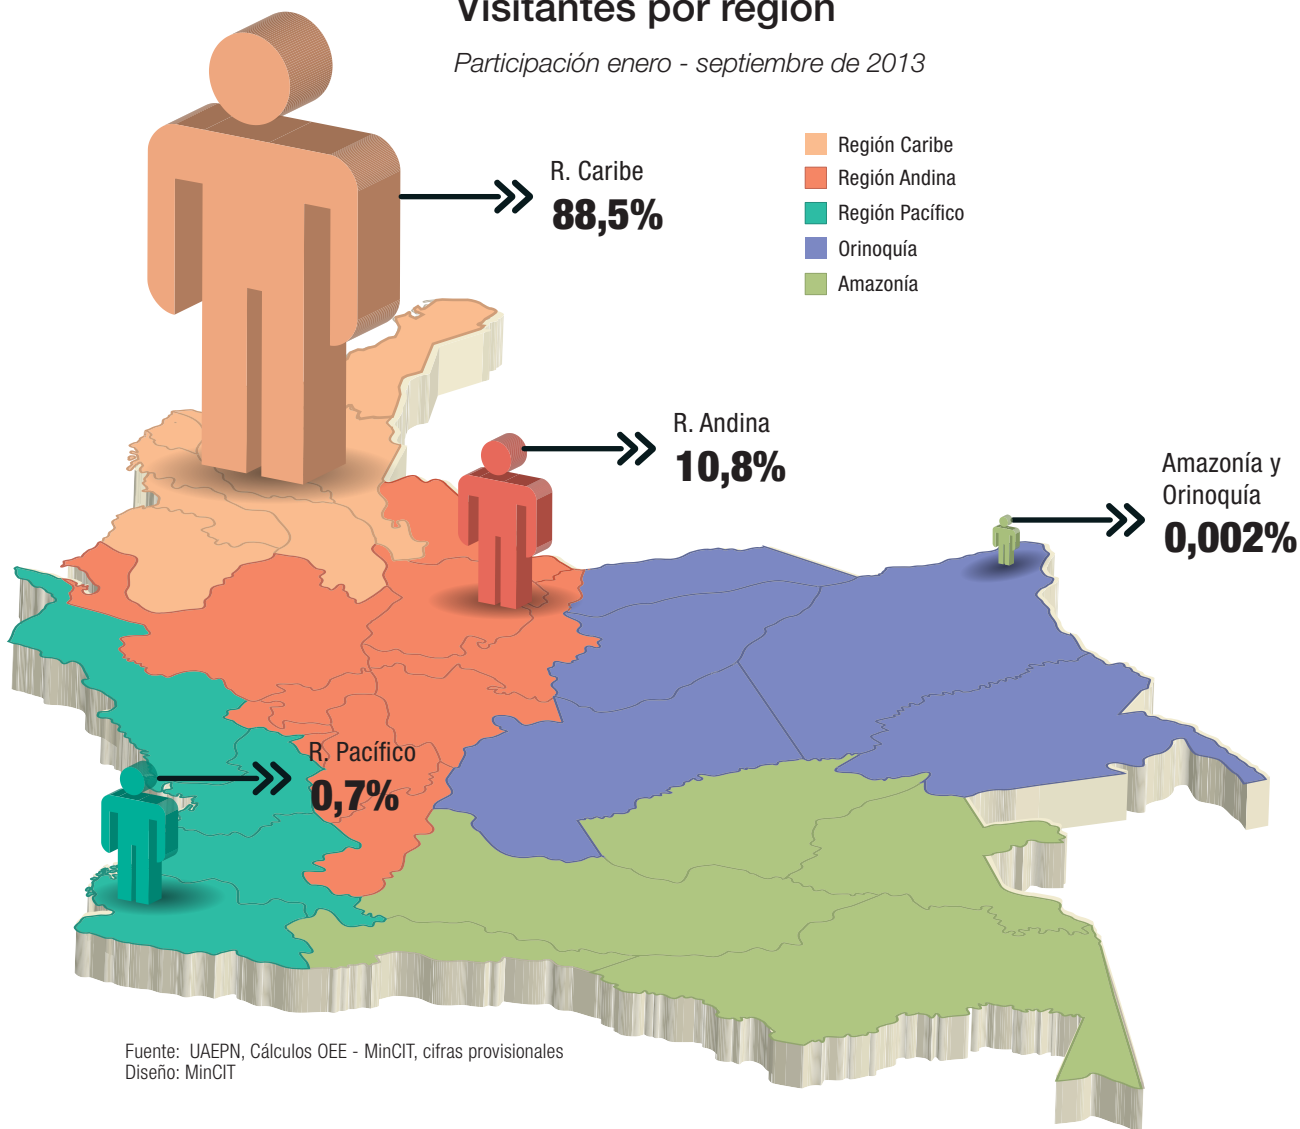 Visitantes por región
Participación enero - septiembre de 2013
Región Caribe
Región Andina
Región Pacífico
Orinoquía
Amazonía
R. Caribe
88,5%
R. Andina
10,8%
Amazonía y
Orinoquía
0,002%
R. Pacífico
0,7%
Fuente: UAEPN, Cálculos OEE - MinCIT, cifras provisionales
Diseño: MinCIT